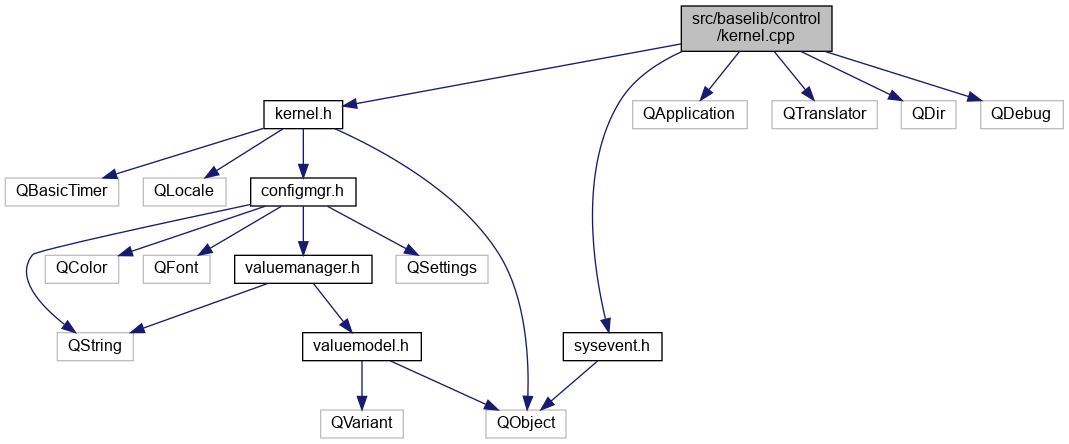 src/baselib/control
/kernel.cpp
kernel.h
QApplication
QTranslator
QDir
QDebug
QBasicTimer
QLocale
configmgr.h
QColor
QFont
valuemanager.h
QSettings
QString
valuemodel.h
sysevent.h
QVariant
QObject